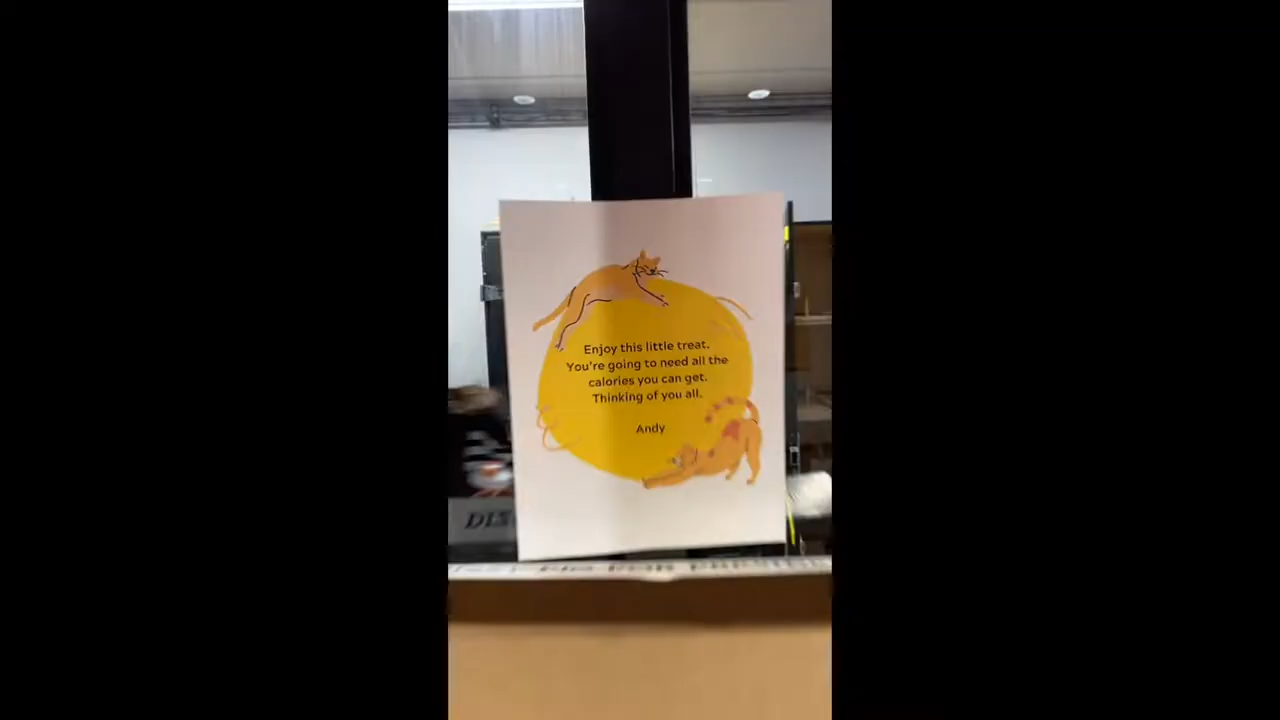 Enjoy this little treat.
You're going to need all the
calories you can get.
Thinking of you all.
Andy